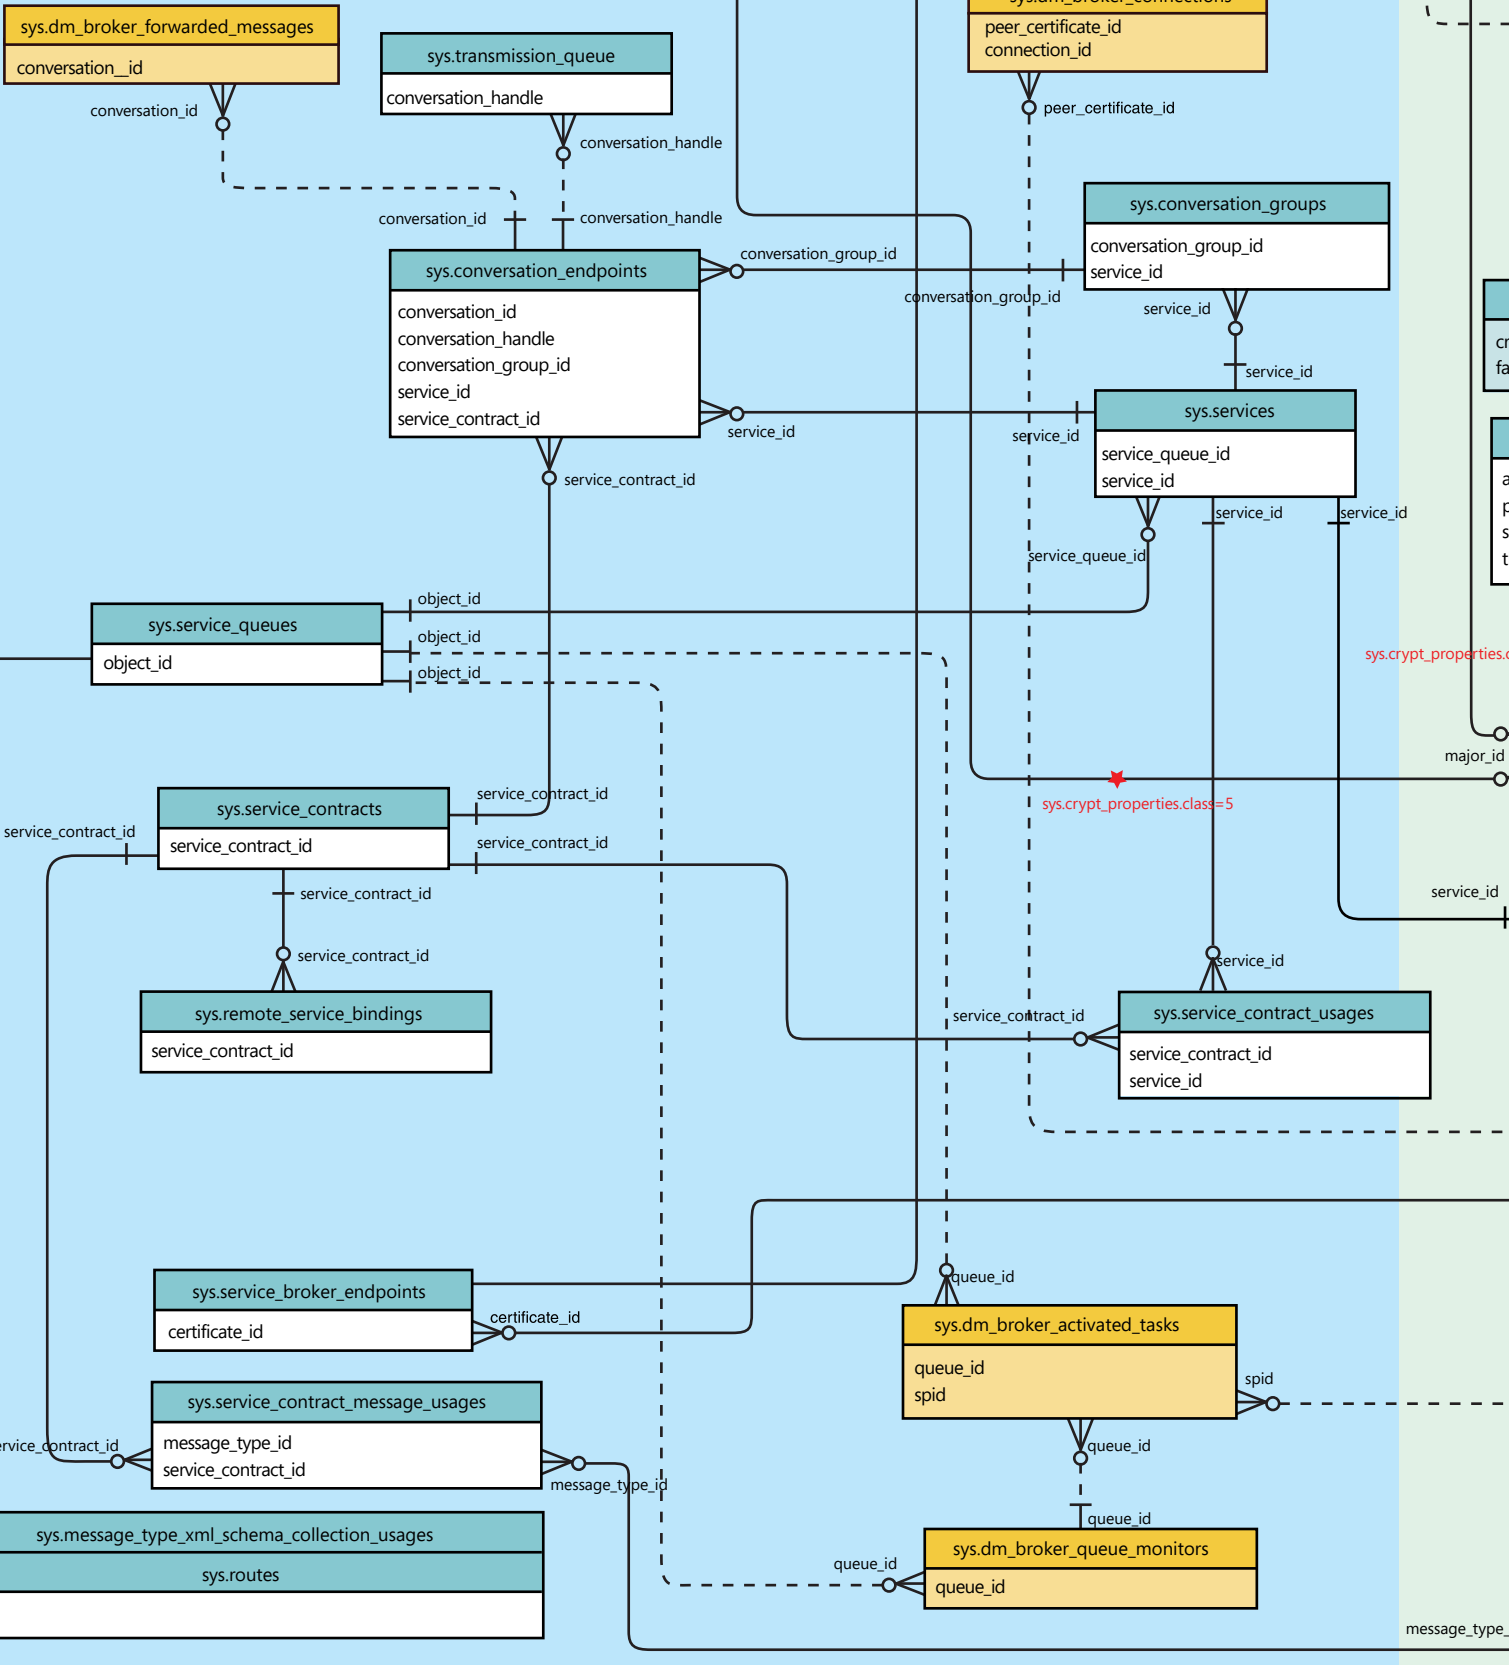 sys.dm_broker_forwarded_messages
conversation__id
conversation_id
sys.transmission_queue
conversation_handle
conversation_handle
conversation_id
conversation_handle
peer_certificate_id
connection_id
peer_certificate_id
sys.conversation_groups
conversation_group_id
service_id
conversation_group_id
conversation_group_id
service_id
service_id
sys.conversation_endpoints
conversation_id
conversation_handle
conversation_group_id
service_id
service_contract_id
service_id
service_id
service_contract_id
sys.services
service_queue_id
service_id
service_id
service_id
service_queue_id
sys.service_queues
object_id
object_id
object_id
object_id
sys.crypt_properties.c
major_id
sys.crypt_properties.class=5
sys.service_contracts
service_contract_id
service_contract_id
service_contract_id
service_contract_id
service_contract_id
service_contract_id
sys.remote_service_bindings
service_contract_id
service_id
service_id
service_contract_id
sys.service_contract_usages
service_contract_id
service_id
sys.service_broker_endpoints
certificate_id
certificate_id
queue_id
sys.dm_broker_activated_tasks
queue_id
spid
spid
queue_id
queue_id
sys.service_contract_message_usages
message_type_id
service_contract_id
ervice_contract_id
message_type_id
sys.message_type_xml_schema_collection_usages
sys.routes
sys.dm_broker_queue_monitors
queue_id
queue_id
message_type_